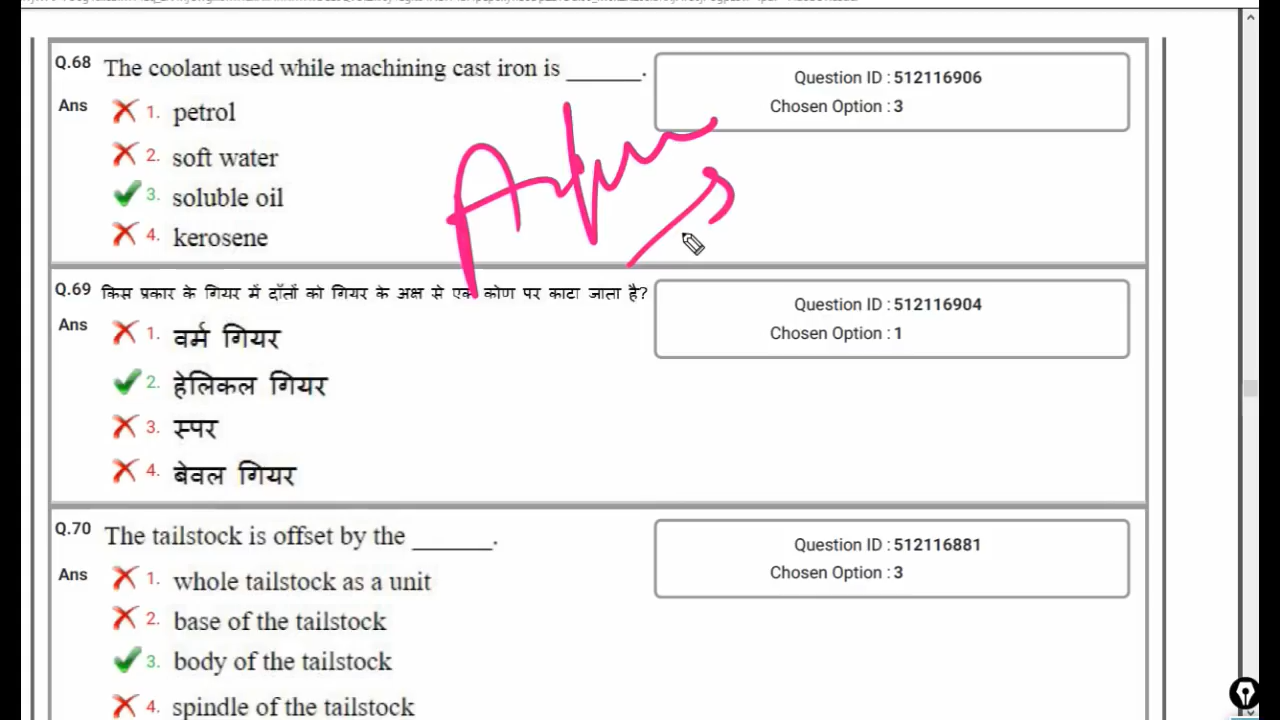 Q.68 The coolant used while machining cast iron is ______.
Question ID : 512116906
Chosen Option : 3
Ans 1. petrol
2. soft water
3. soluble oil
4. kerosene
Q.69 किस प्रकार के गियर में दाँतों को गियर के अक्ष से एक कोण पर काटा जाता है?
Question ID : 512116904
Chosen Option : 1
Ans 1. वर्म गियर
2. हेलिकल गियर
3. स्पर
4. बेवल गियर
Q.70 The tailstock is offset by the ______.
Question ID : 512116881
Chosen Option : 3
Ans 1. whole tailstock as a unit
2. base of the tailstock
3. body of the tailstock
4. spindle of the tailstock